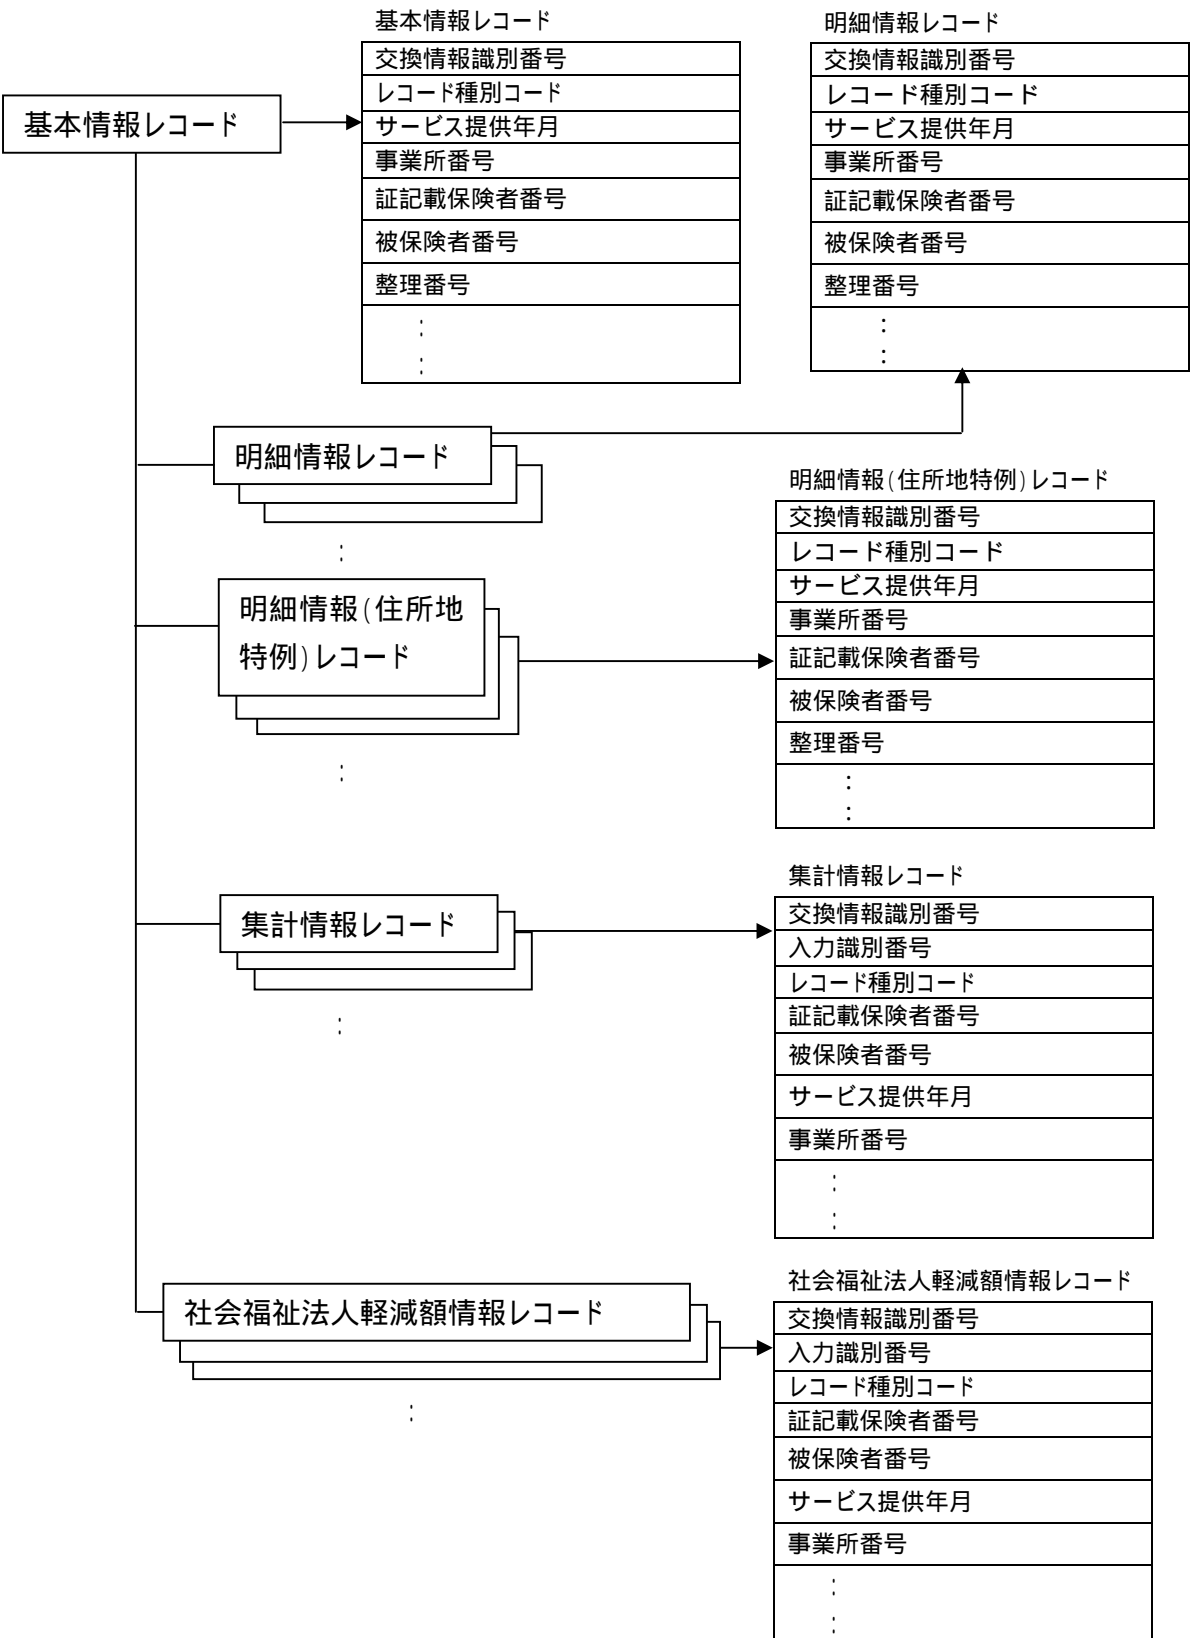 基本情報レコード
交換情報識別番号
レコード種別コード
サービス提供年月
事業所番号
証記載保険者番号
被保険者番号
整理番号
:
:
明細情報レコード
交換情報識別番号
レコード種別コード
サービス提供年月
事業所番号
証記載保険者番号
被保険者番号
整理番号
:
:
基本情報レコード
明細情報レコード
:
明細情報(住所地特例)レコード
交換情報識別番号
レコード種別コード
サービス提供年月
事業所番号
証記載保険者番号
被保険者番号
整理番号
:
:
明細情報(住所地
特例)レコード
:
集計情報レコード
交換情報識別番号
入力識別番号
レコード種別コード
証記載保険者番号
被保険者番号
サービス提供年月
事業所番号
:
:
集計情報レコード
:
社会福祉法人軽減額情報レコード
交換情報識別番号
入力識別番号
レコード種別コード
証記載保険者番号
被保険者番号
サービス提供年月
事業所番号
:
:
社会福祉法人軽減額情報レコード
: